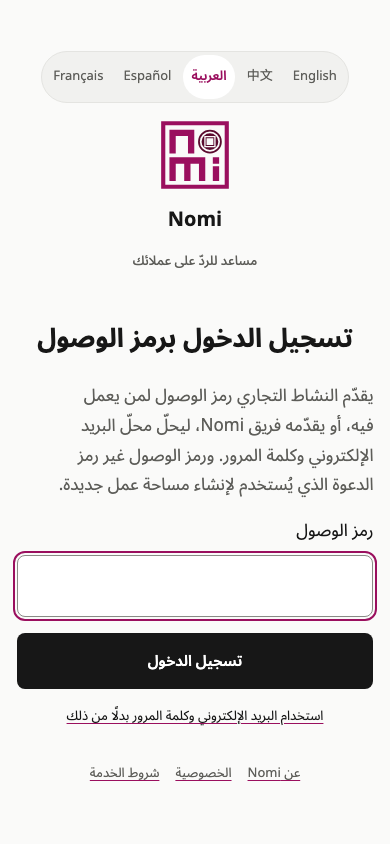 English
中文
العربية
Español
Français
nomi
Nomi
مساعد للردّ على عملائك
تسجيل الدخول برمز الوصول
يقدّم النشاط التجاري رمز الوصول لمن يعمل
فيه، أو يقدّمه فريق Nomi، ليحلّ محلّ البريد
الإلكتروني وكلمة المرور. ورمز الوصول غير رمز
الدعوة الذي يُستخدم لإنشاء مساحة عمل جديدة.
رمز الوصول
تسجيل الدخول
استخدام البريد الإلكتروني وكلمة المرور بدلًا من ذلك
عن Nomi
الخصوصية
شروط الخدمة